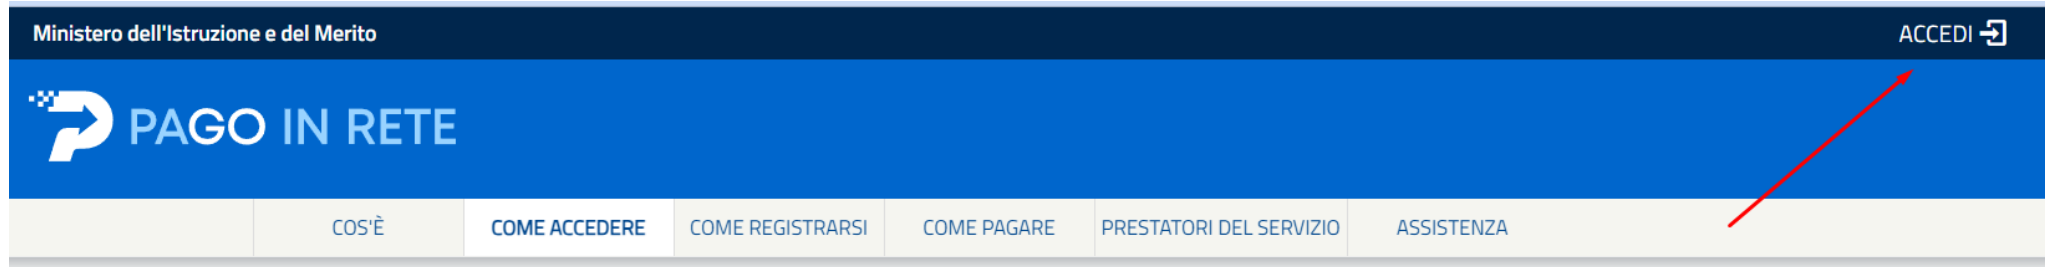 Ministero dell'Istruzione e del Merito
ACCEDI
PAGO IN RETE
COS'È
COME ACCEDERE
COME REGISTRARSI
COME PAGARE
PRESTATORI DEL SERVIZIO
ASSISTENZA